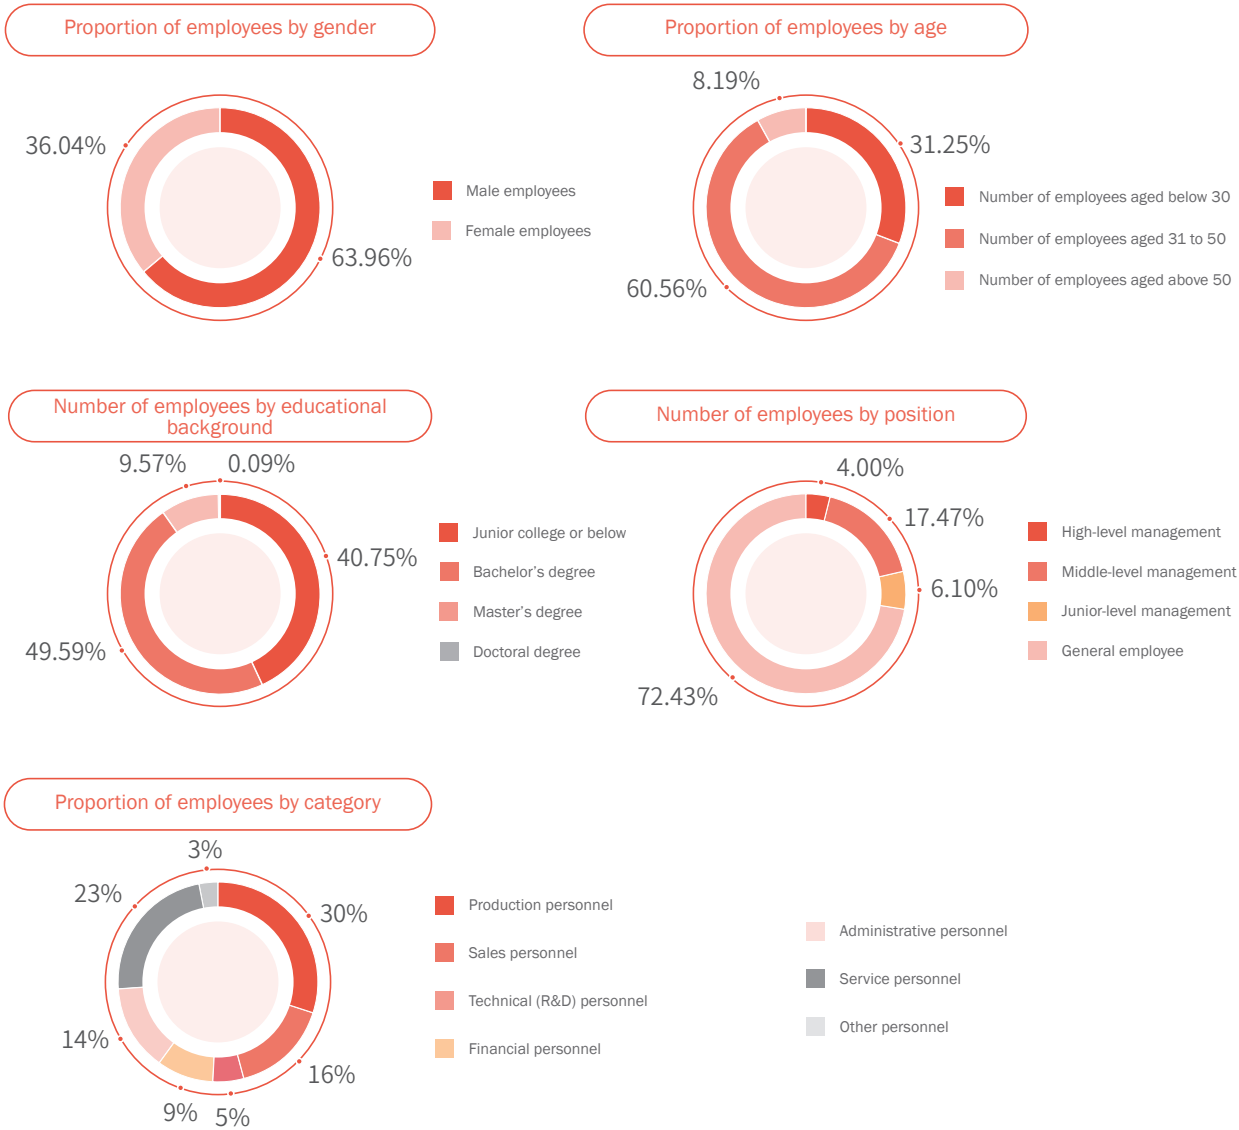 Proportion of employees by gender
36.04%
63.96%
Male employees
Female employees
Proportion of employees by age
8.19%
31.25%
60.56%
Number of employees aged below 30
Number of employees aged 31 to 50
Number of employees aged above 50
Number of employees by educational
background
9.57%
0.09%
40.75%
49.59%
Junior college or below
Bachelor’s degree
Master’s degree
Doctoral degree
Number of employees by position
4.00%
17.47%
6.10%
72.43%
High-level management
Middle-level management
Junior-level management
General employee
Proportion of employees by category
3%
23%
30%
14%
16%
9%
5%
Production personnel
Sales personnel
Technical (R&D) personnel
Financial personnel
Administrative personnel
Service personnel
Other personnel